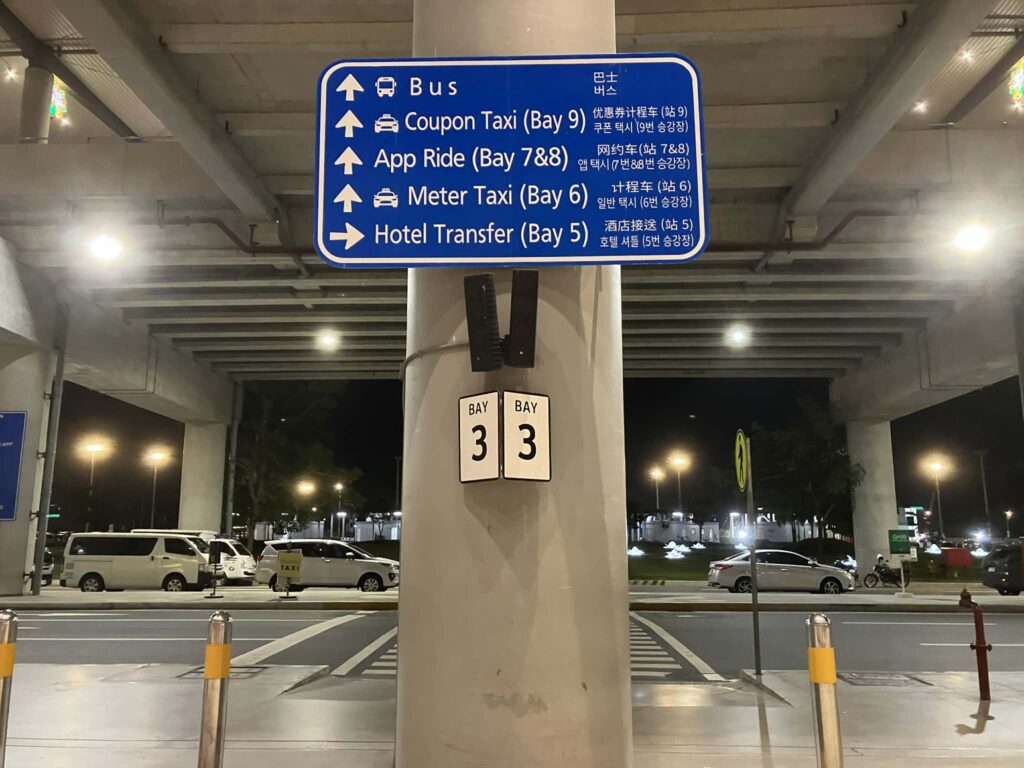 Bus 巴士
버스
Coupon Taxi (Bay 9) 优惠券计程车 (站 9)
쿠폰 택시 (9번 승강장)
App Ride (Bay 7&8) 网约车(站 7&8)
앱 택시(7번&8번 승강장)
Meter Taxi (Bay 6) 计程车 (站 6)
일반 택시 (6번 승강장)
Hotel Transfer (Bay 5) 酒店接送 (站 5)
호텔 셔틀 (5번 승강장)
BAY
3
BAY
3
TAXI
Grab